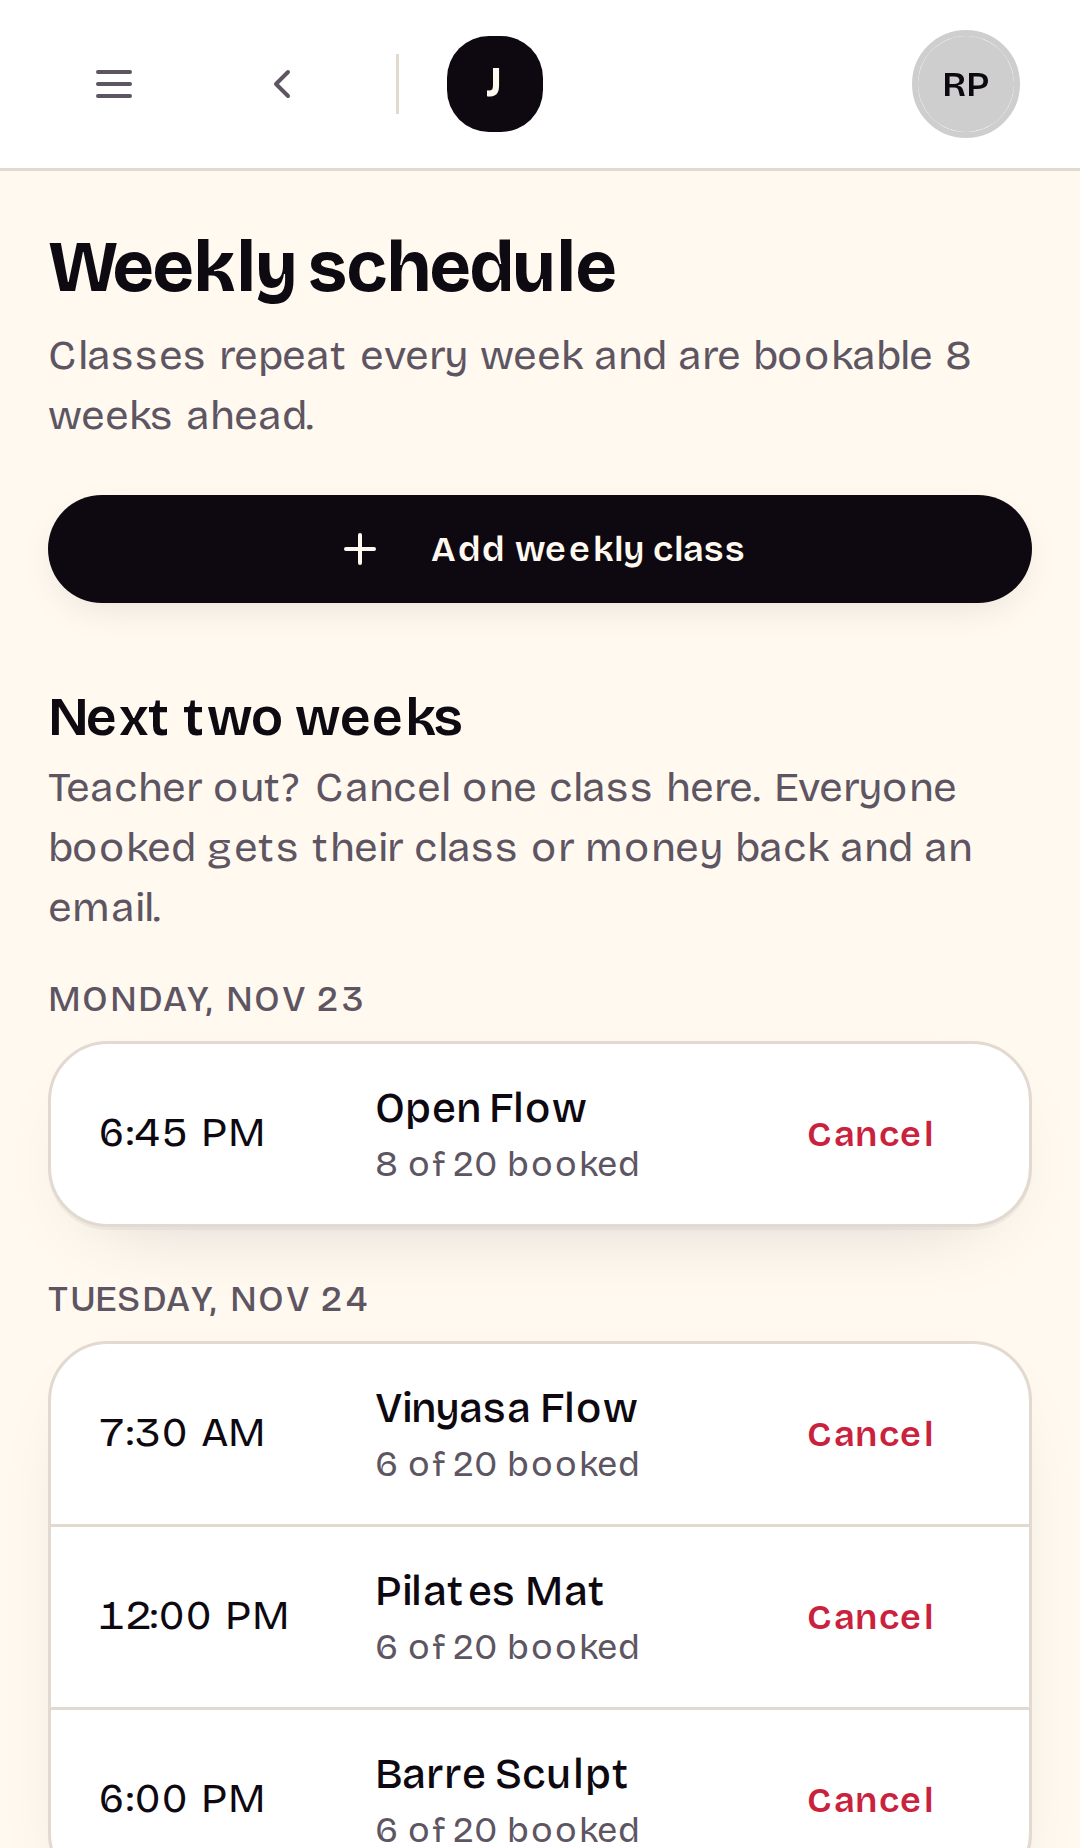 J
RP
Weekly schedule
Classes repeat every week and are bookable 8
weeks ahead.
Add weekly class
Next two weeks
Teacher out? Cancel one class here. Everyone
booked gets their class or money back and an
email.
MONDAY, NOV 23
6:45 PM
Open Flow
8 of 20 booked
Cancel
TUESDAY, NOV 24
7:30 AM
Vinyasa Flow
6 of 20 booked
Cancel
12:00 PM
Pilates Mat
6 of 20 booked
Cancel
6:00 PM
Barre Sculpt
6 of 20 booked
Cancel